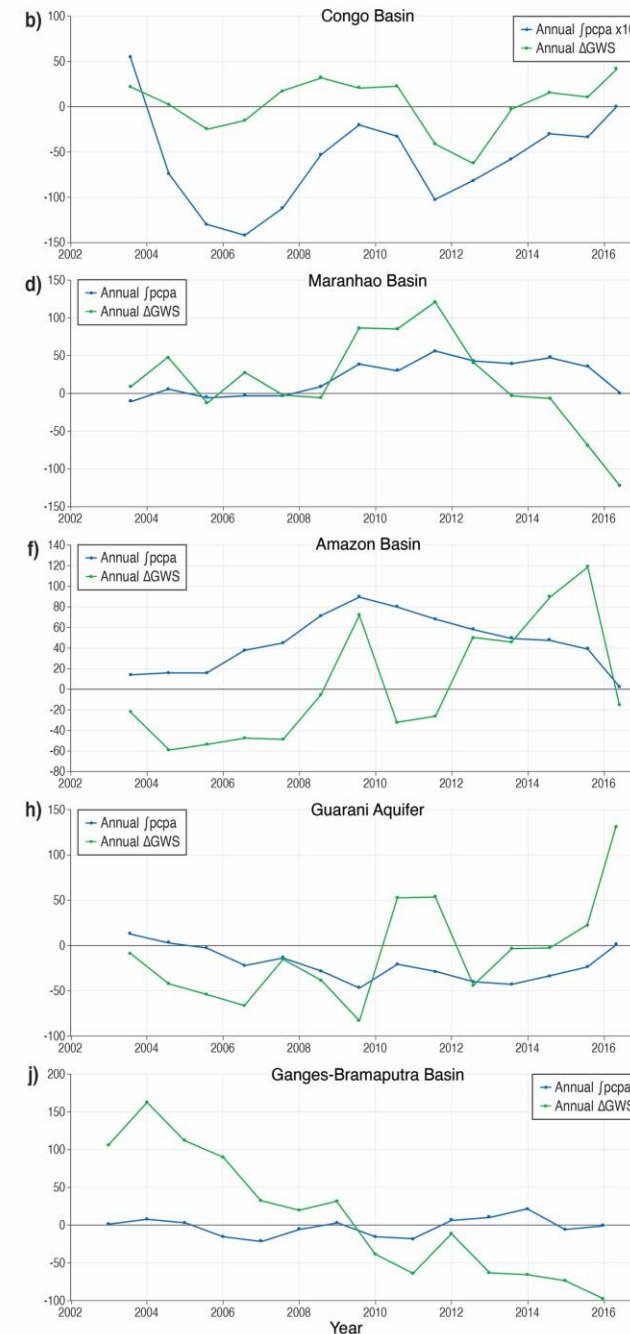 b) Congo Basin
Annual ∫pcpa x10
Annual ΔGWS
100
50
0
-50
-100
-150
2002 2004 2006 2008 2010 2012 2014 2016
d) Maranhao Basin
Annual ∫pcpa
Annual ΔGWS
150
100
50
0
-50
-100
-150
2002 2004 2006 2008 2010 2012 2014 2016
f) Amazon Basin
Annual ∫pcpa
Annual ΔGWS
140
120
100
80
60
40
20
0
-20
-40
-60
-80
2002 2004 2006 2008 2010 2012 2014 2016
h) Guarani Aquifer
Annual ∫pcpa
Annual ΔGWS
150
100
50
0
-50
-100
2002 2004 2006 2008 2010 2012 2014 2016
j) Ganges-Bramaputra Basin
Annual ∫pcpa
Annual ΔGWS
200
150
100
50
0
-50
-100
2002 2004 2006 2008 2010 2012 2014 2016
Year